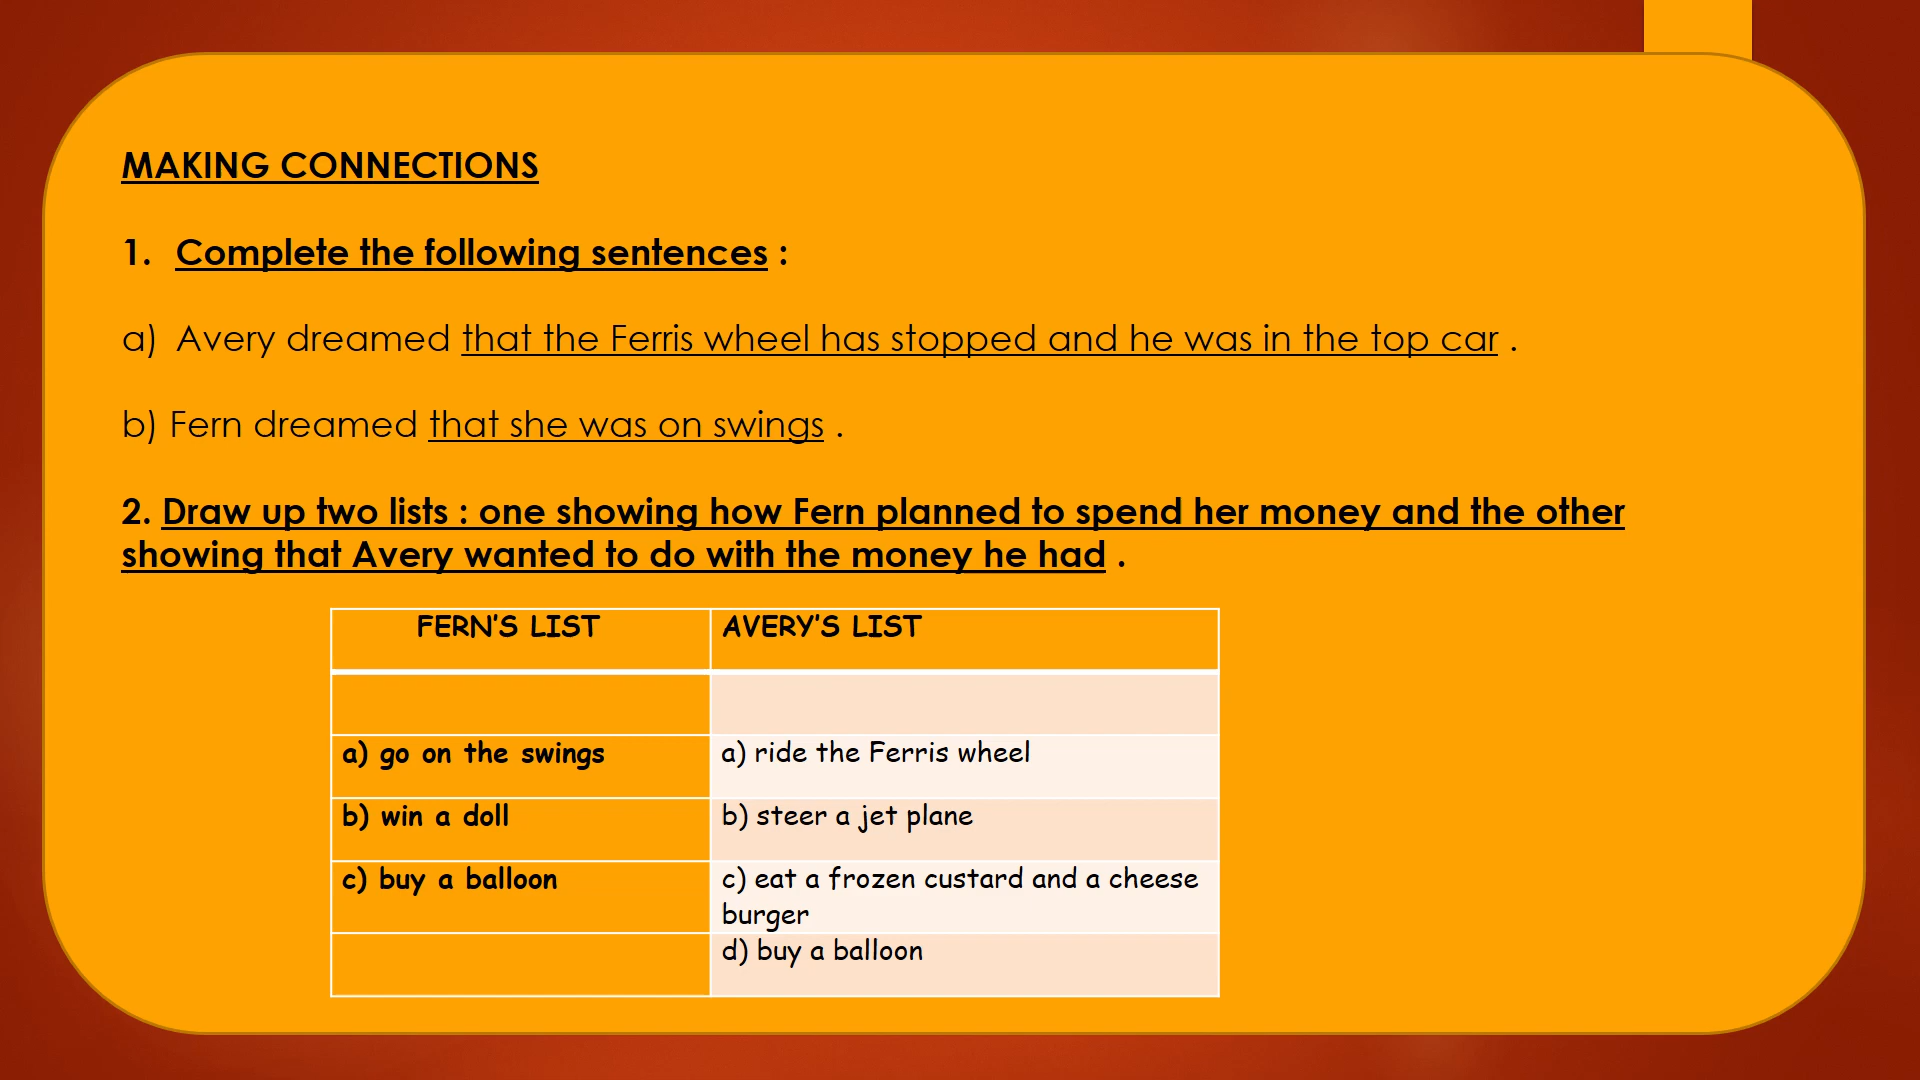 MAKING CONNECTIONS
1. Complete the following sentences :
a) Avery dreamed that the Ferris wheel has stopped and he was in the top car .
b) Fern dreamed that she was on swings .
2. Draw up two lists : one showing how Fern planned to spend her money and the other
showing that Avery wanted to do with the money he had .
FERN'S LIST AVERY'S LIST
a) go on the swings a) ride the Ferris wheel
b) win a doll b) steer a jet plane
c) buy a balloon c) eat a frozen custard and a cheese
burger
d) buy a balloon